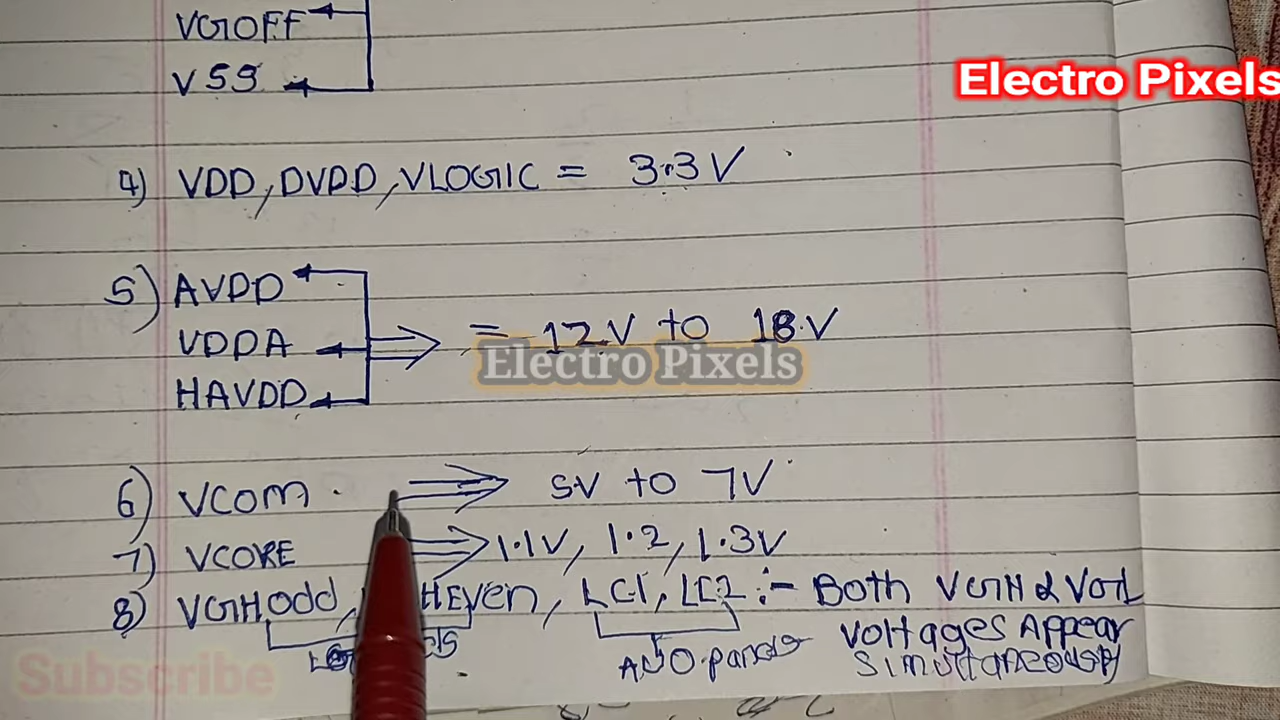 VGOFF
VSS
Electro Pixels
4) VDD, DVDD, VLOGIC = 3.3V
5) AVDD
VDDA = 12V to 18V
Electro Pixels
HAVDD
6) VCOM 5V to 7V
7) VCORE 1.1V, 1.2, 1.3V
8) VGHodd, HEven, LC1, LC2 :- Both VGH & VGL
Voltages Appear
AUO panels Simultaneously
Subscribe